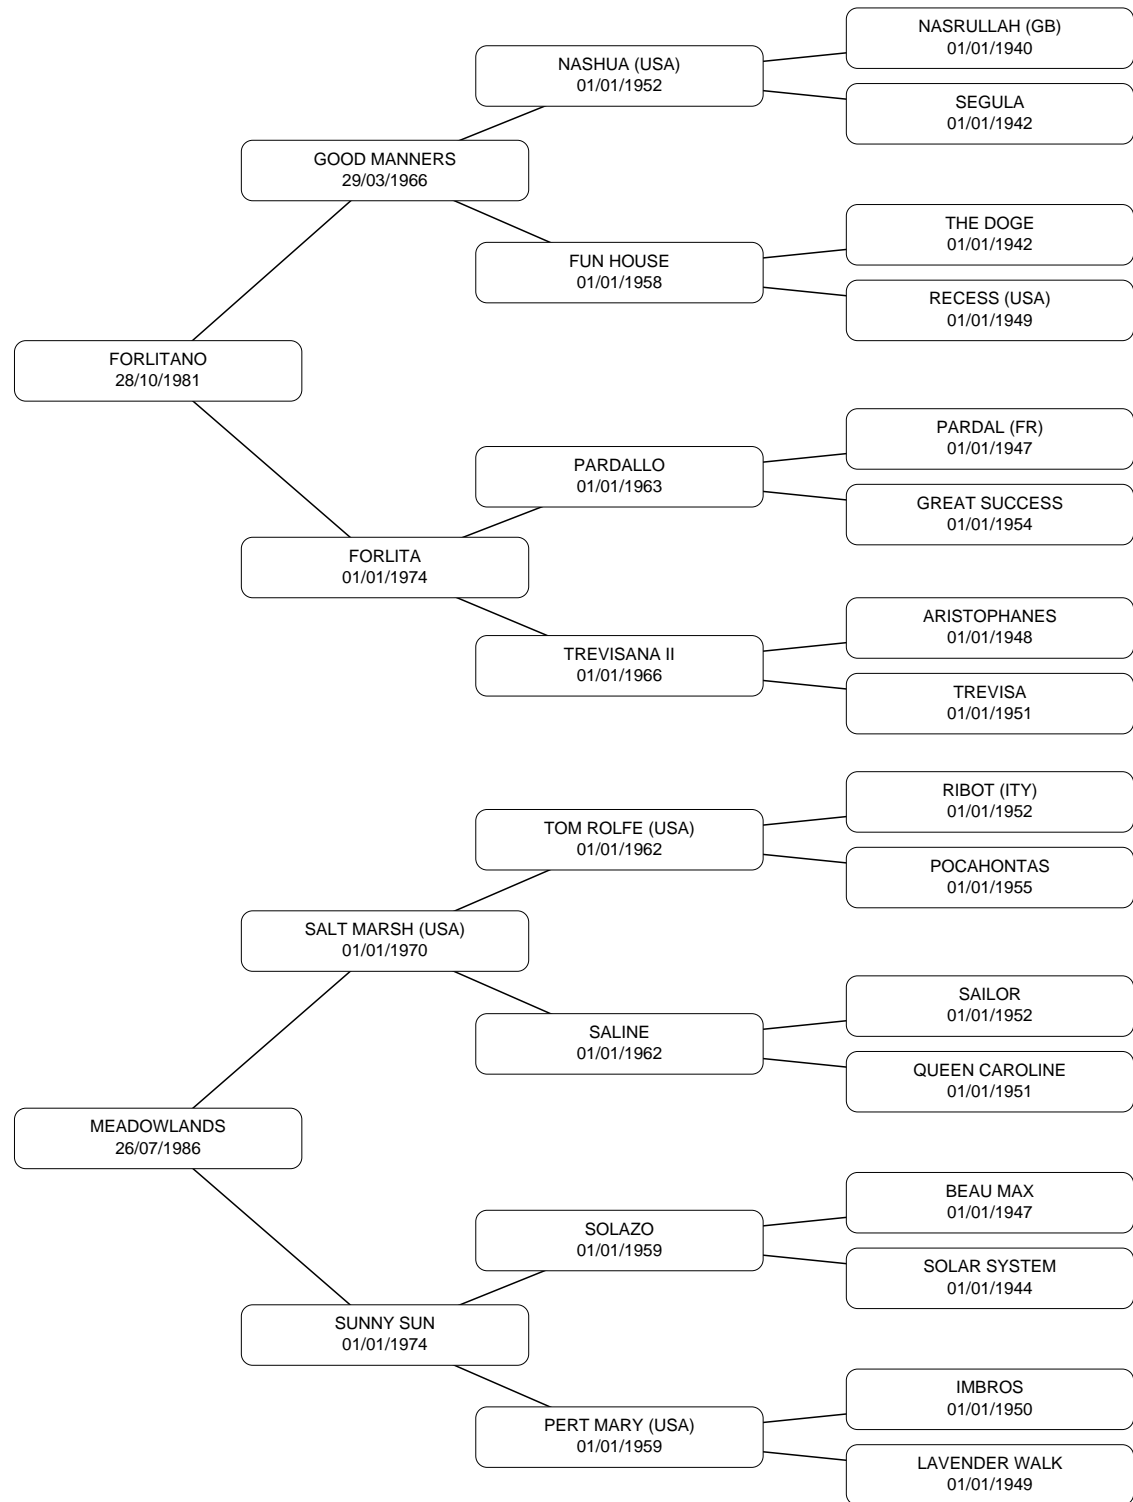 NASRULLAH (GB)
01/01/1940
NASHUA (USA)
01/01/1952
SEGULA
01/01/1942
GOOD MANNERS
29/03/1966
THE DOGE
01/01/1942
FUN HOUSE
01/01/1958
RECESS (USA)
01/01/1949
FORLITANO
28/10/1981
PARDAL (FR)
01/01/1947
PARDALLO
01/01/1963
GREAT SUCCESS
01/01/1954
FORLITA
01/01/1974
ARISTOPHANES
01/01/1948
TREVISANA II
01/01/1966
TREVISA
01/01/1951
RIBOT (ITY)
01/01/1952
TOM ROLFE (USA)
01/01/1962
POCAHONTAS
01/01/1955
SALT MARSH (USA)
01/01/1970
SAILOR
01/01/1952
SALINE
01/01/1962
QUEEN CAROLINE
01/01/1951
MEADOWLANDS
26/07/1986
BEAU MAX
01/01/1947
SOLAZO
01/01/1959
SOLAR SYSTEM
01/01/1944
SUNNY SUN
01/01/1974
IMBROS
01/01/1950
PERT MARY (USA)
01/01/1959
LAVENDER WALK
01/01/1949